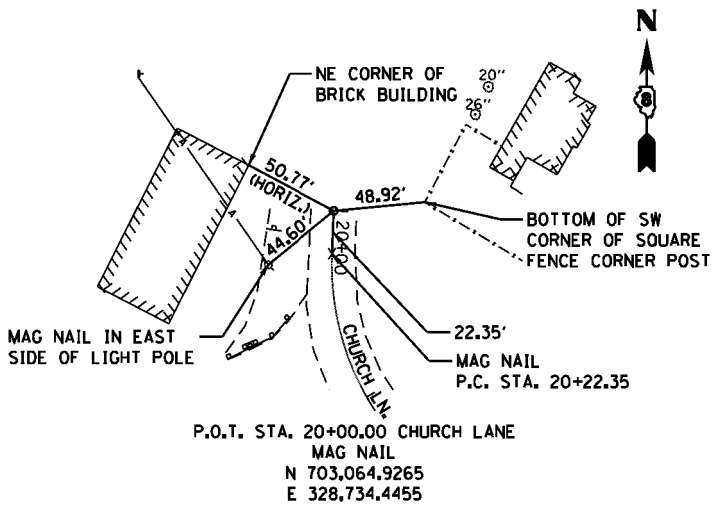 N
8
20"
26"
NE CORNER OF
BRICK BUILDING
50.77'
(HORIZ.)
48.92'
44.60'
P
A
20+00
BOTTOM OF SW
CORNER OF SQUARE
FENCE CORNER POST
MAG NAIL IN EAST
SIDE OF LIGHT POLE
22.35'
MAG NAIL
P.C. STA. 20+22.35
CHURCH LN.
P.O.T. STA. 20+00.00 CHURCH LANE
MAG NAIL
N 703,064.9265
E 328,734.4455